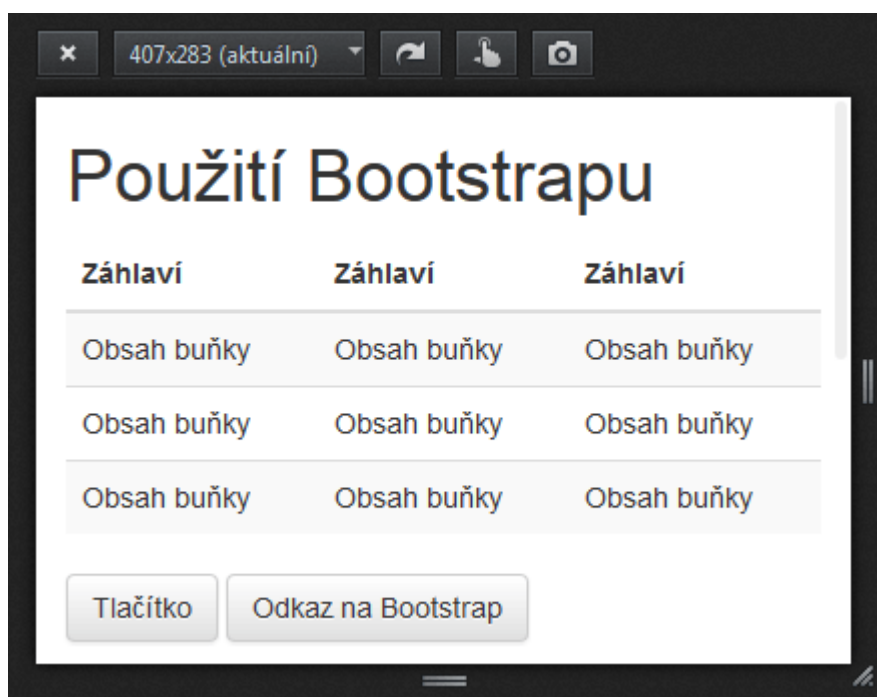 407x283 (aktuální)
Použití Bootstrapu
Záhlaví Záhlaví Záhlaví
Obsah buňky Obsah buňky Obsah buňky
Obsah buňky Obsah buňky Obsah buňky
Obsah buňky Obsah buňky Obsah buňky
Tlačítko Odkaz na Bootstrap